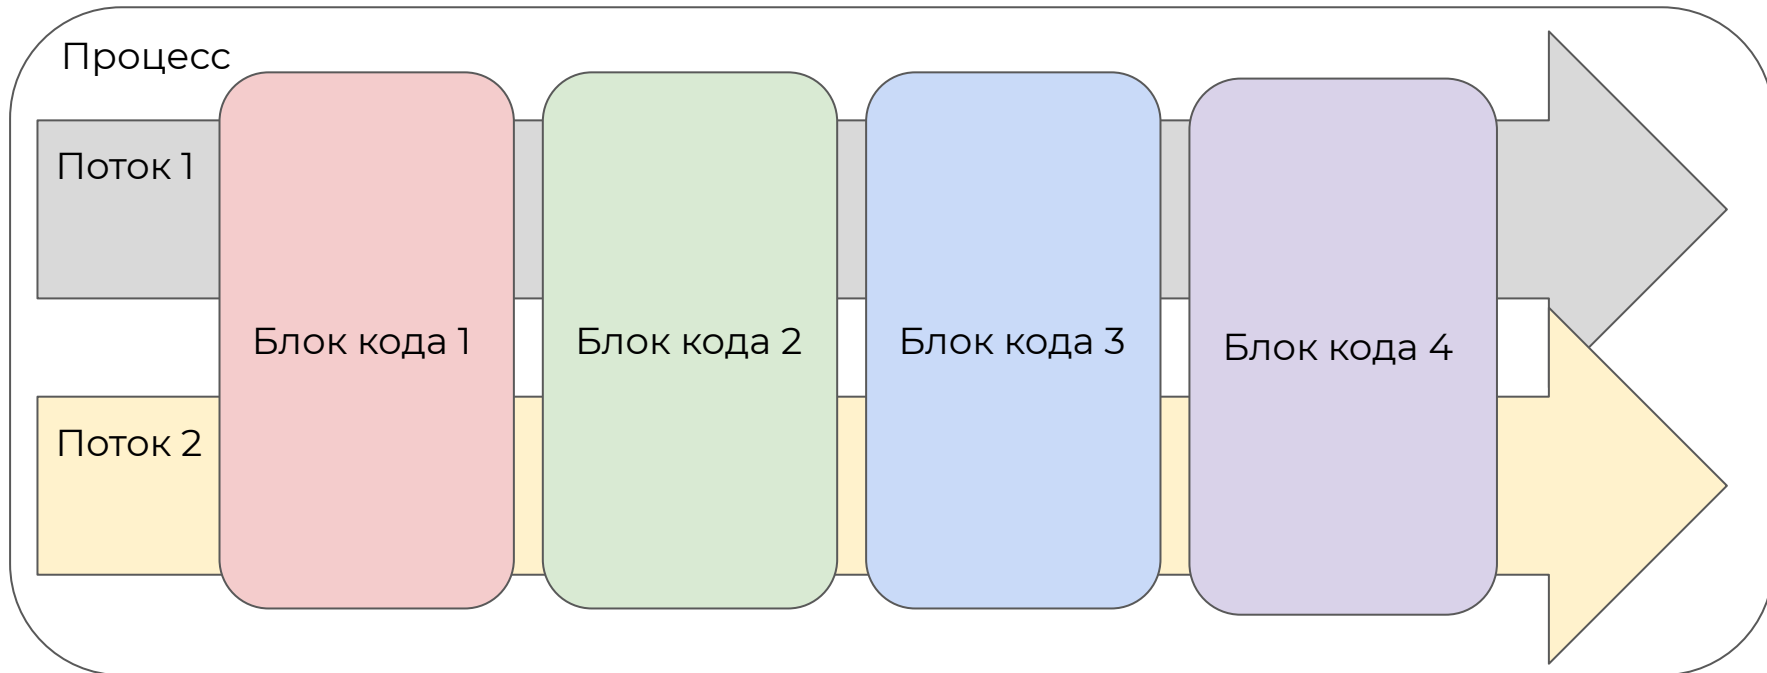 Процесс
Поток 1
Блок кода 1
Блок кода 2
Блок кода 3
Блок кода 4
Поток 2